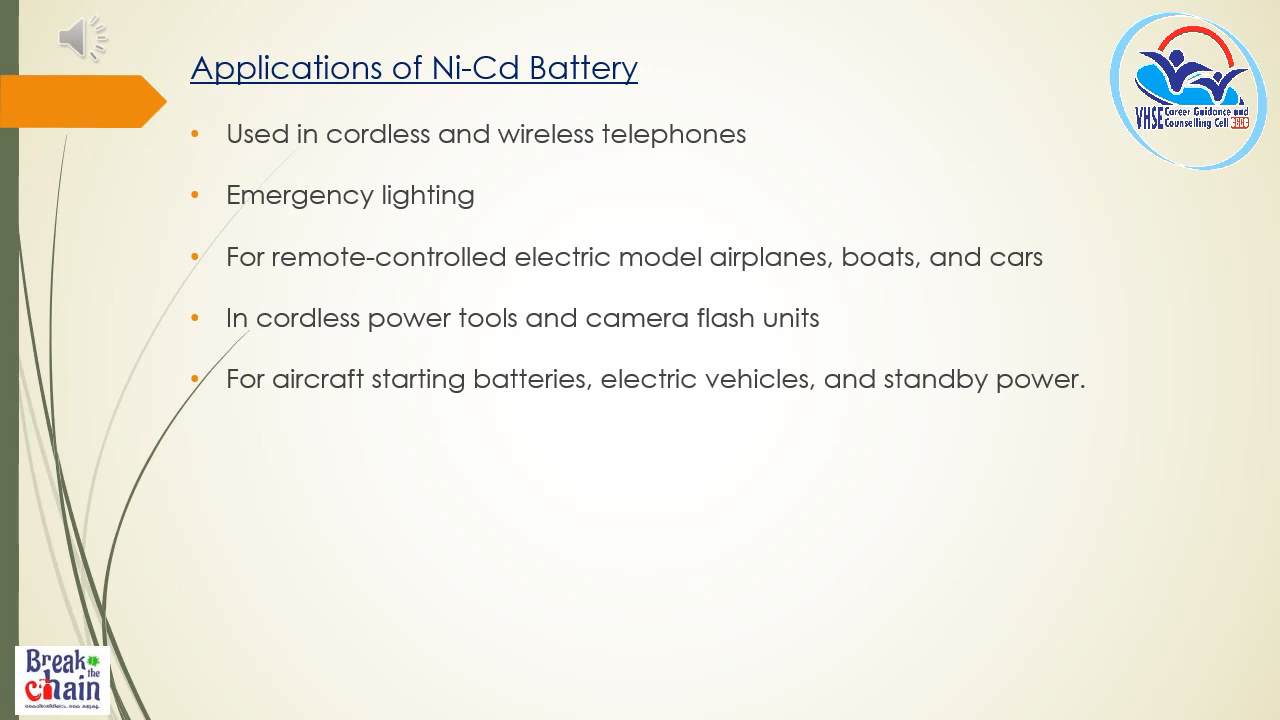 Applications of Ni-Cd Battery
VHSE Career Guidance and
Counselling Cell
• Used in cordless and wireless telephones
• Emergency lighting
• For remote-controlled electric model airplanes, boats, and cars
• In cordless power tools and camera flash units
• For aircraft starting batteries, electric vehicles, and standby power.
Break
the
chain